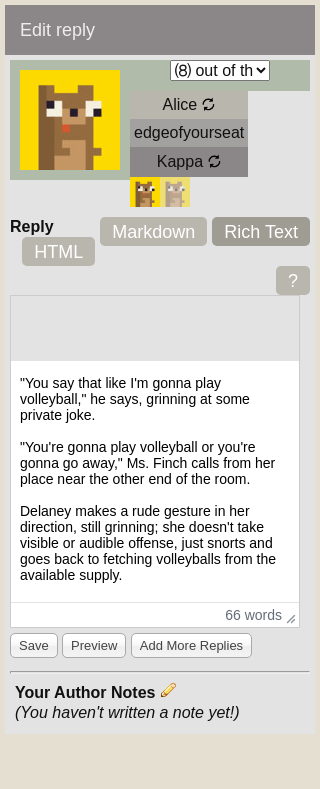 Edit reply
⑻ out of th
Alice
edgeofyourseat
Kappa
Reply
Markdown
Rich Text
HTML
?
"You say that like I'm gonna play
volleyball," he says, grinning at some
private joke.
"You're gonna play volleyball or you're
gonna go away," Ms. Finch calls from her
place near the other end of the room.
Delaney makes a rude gesture in her
direction, still grinning; she doesn't take
visible or audible offense, just snorts and
goes back to fetching volleyballs from the
available supply.
66 words
Save Preview Add More Replies
Your Author Notes
(You haven't written a note yet!)